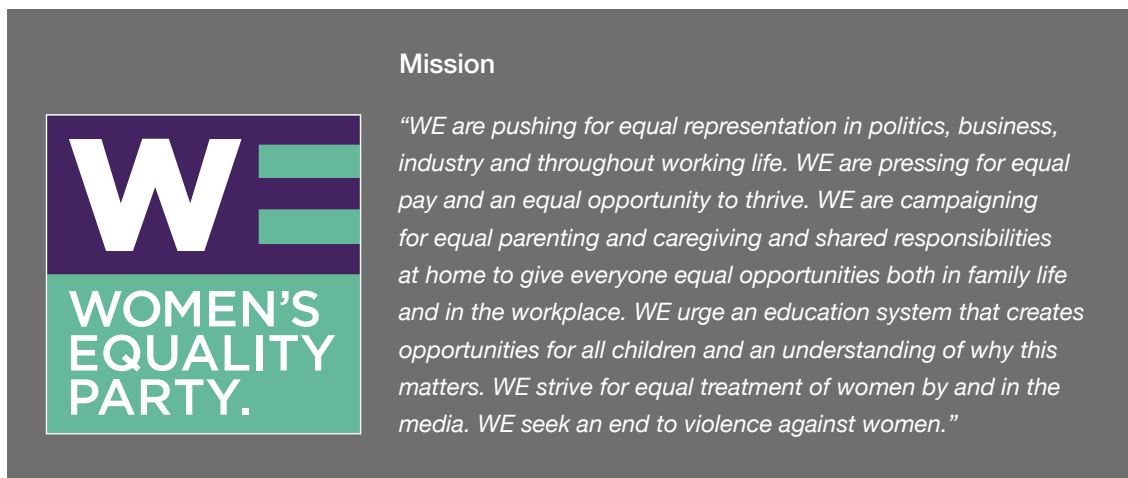 Mission
WE
WOMEN'S
EQUALITY
PARTY.
“WE are pushing for equal representation in politics, business,
industry and throughout working life. WE are pressing for equal
pay and an equal opportunity to thrive. WE are campaigning
for equal parenting and caregiving and shared responsibilities
at home to give everyone equal opportunities both in family life
and in the workplace. WE urge an education system that creates
opportunities for all children and an understanding of why this
matters. WE strive for equal treatment of women by and in the
media. WE seek an end to violence against women.”